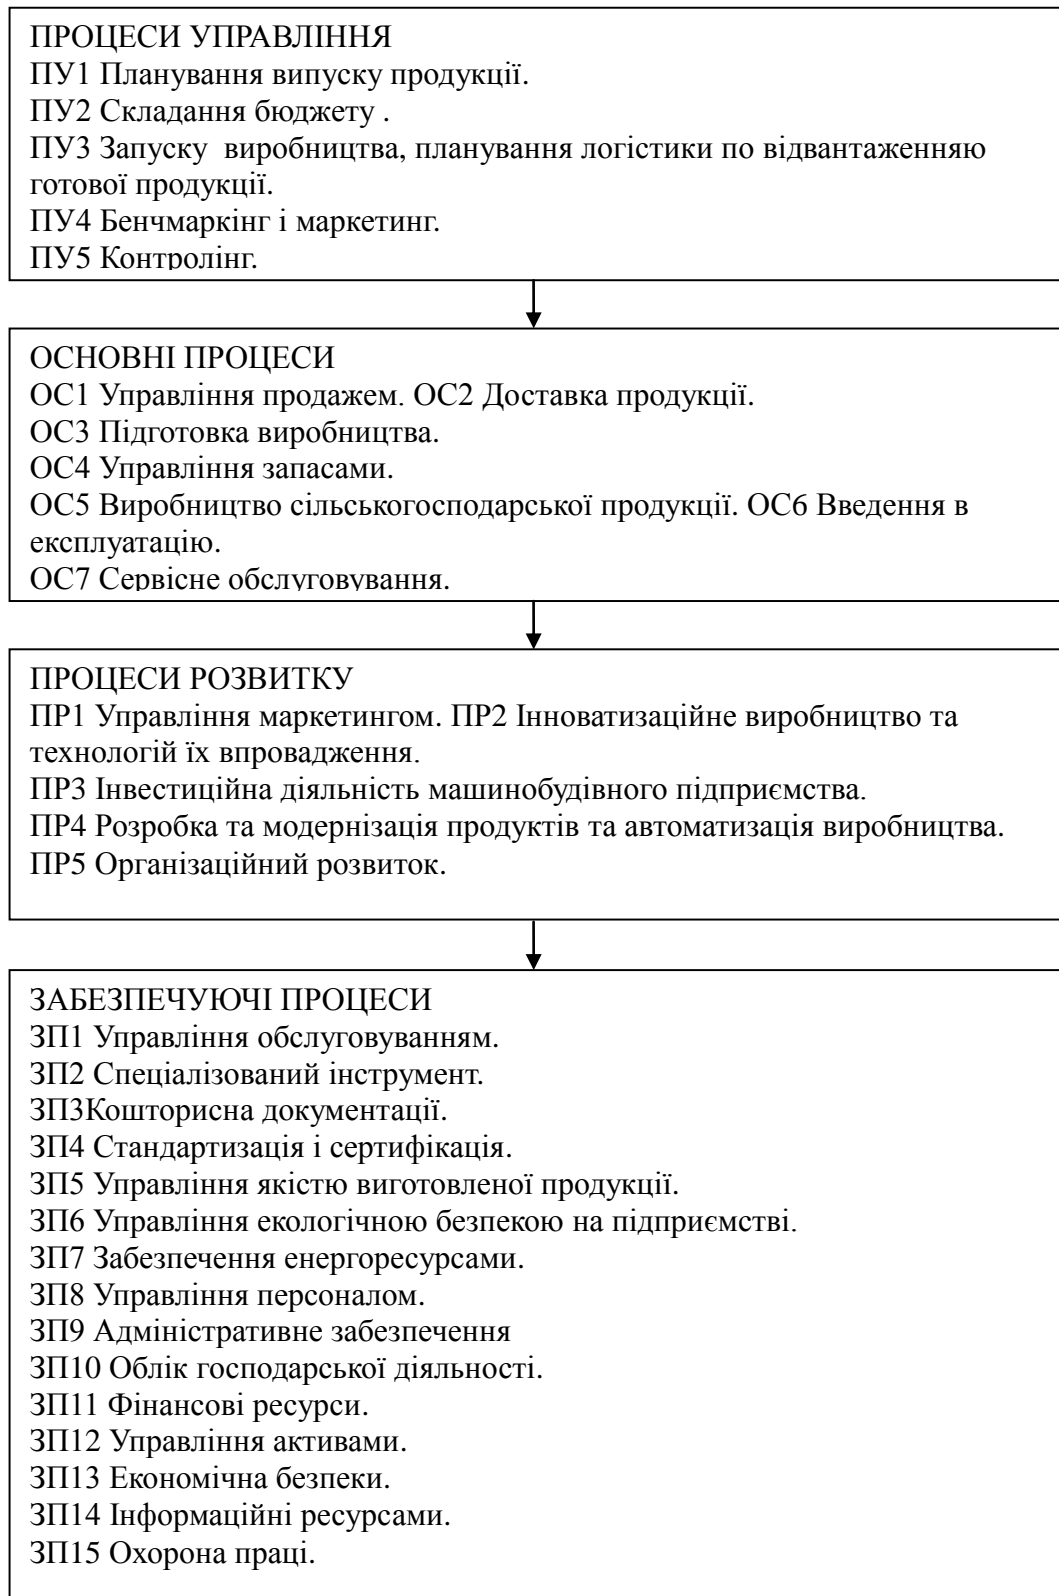 ПРОЦЕСИ УПРАВЛІННЯ
ПУ1 Планування випуску продукції.
ПУ2 Складання бюджету .
ПУ3 Запуску  виробництва, планування логістики по відвантаженняю
готової продукції.
ПУ4 Бенчмаркінг і маркетинг.
ПУ5 Контролінг.
ОСНОВНІ ПРОЦЕСИ
ОС1 Управління продажем. ОС2 Доставка продукції.
ОС3 Підготовка виробництва.
ОС4 Управління запасами.
ОС5 Виробництво сільськогосподарської продукції. ОС6 Введення в
експлуатацію.
ОС7 Сервісне обслуговування.
ПРОЦЕСИ РОЗВИТКУ
ПР1 Управління маркетингом. ПР2 Інноватизаційне виробництво та
технологій їх впровадження.
ПР3 Інвестиційна діяльність машинобудівного підприємства.
ПР4 Розробка та модернізація продуктів та автоматизація виробництва.
ПР5 Організаційний розвиток.
ЗАБЕЗПЕЧУЮЧІ ПРОЦЕСИ
ЗП1 Управління обслуговуванням.
ЗП2 Спеціалізований інструмент.
ЗП3Кошторисна документації.
ЗП4 Стандартизація і сертифікація.
ЗП5 Управління якістю виготовленої продукції.
ЗП6 Управління екологічною безпекою на підприємстві.
ЗП7 Забезпечення енергоресурсами.
ЗП8 Управління персоналом.
ЗП9 Адміністративне забезпечення
ЗП10 Облік господарської діяльності.
ЗП11 Фінансові ресурси.
ЗП12 Управління активами.
ЗП13 Економічна безпеки.
ЗП14 Інформаційні ресурсами.
ЗП15 Охорона праці.